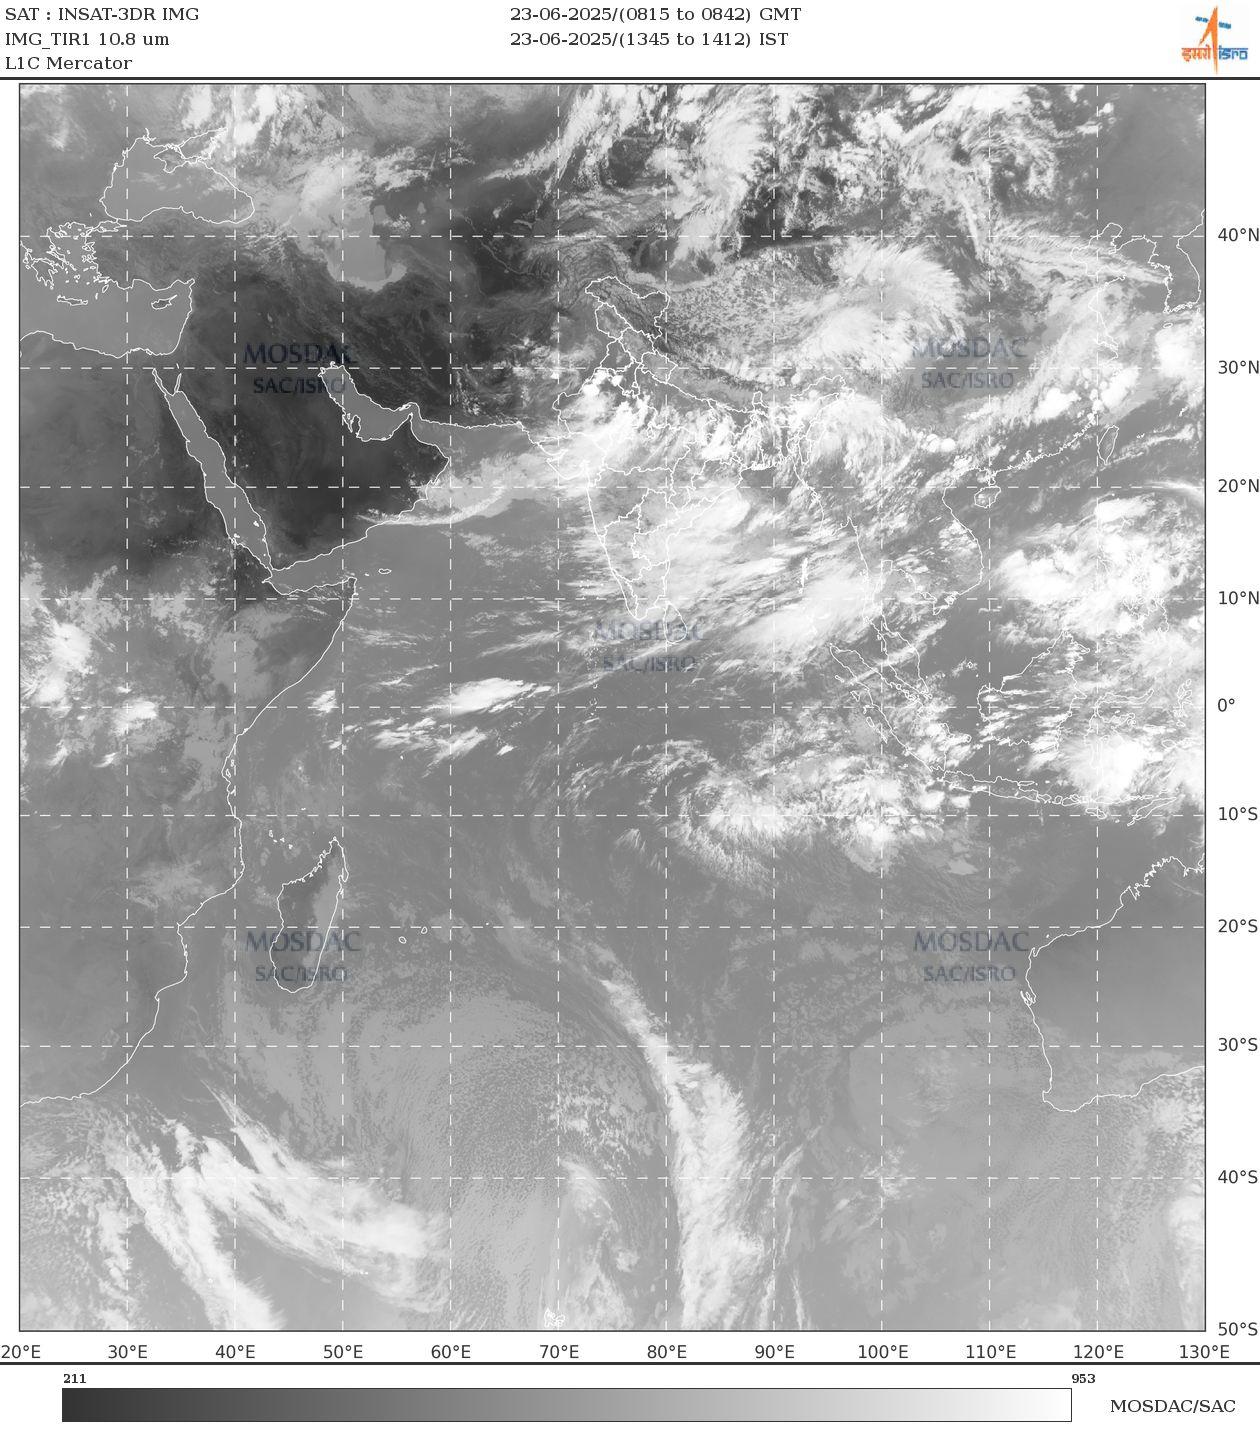 SAT : INSAT-3DR IMG
IMG_TIR1 10.8 um
L1C Mercator
23-06-2025/(0815 to 0842) GMT
23-06-2025/(1345 to 1412) IST
इसरो isro
40°N
MOSDAC
SAC/ISRO
MOSDAC
SAC/ISRO
30°N
20°N
10°N
MOSDAC
SAC/ISRO
0°
10°S
20°S
MOSDAC
SAC/ISRO
MOSDAC
SAC/ISRO
30°S
40°S
50°S
20°E 30°E 40°E 50°E 60°E 70°E 80°E 90°E 100°E 110°E 120°E 130°E
211 953
MOSDAC/SAC